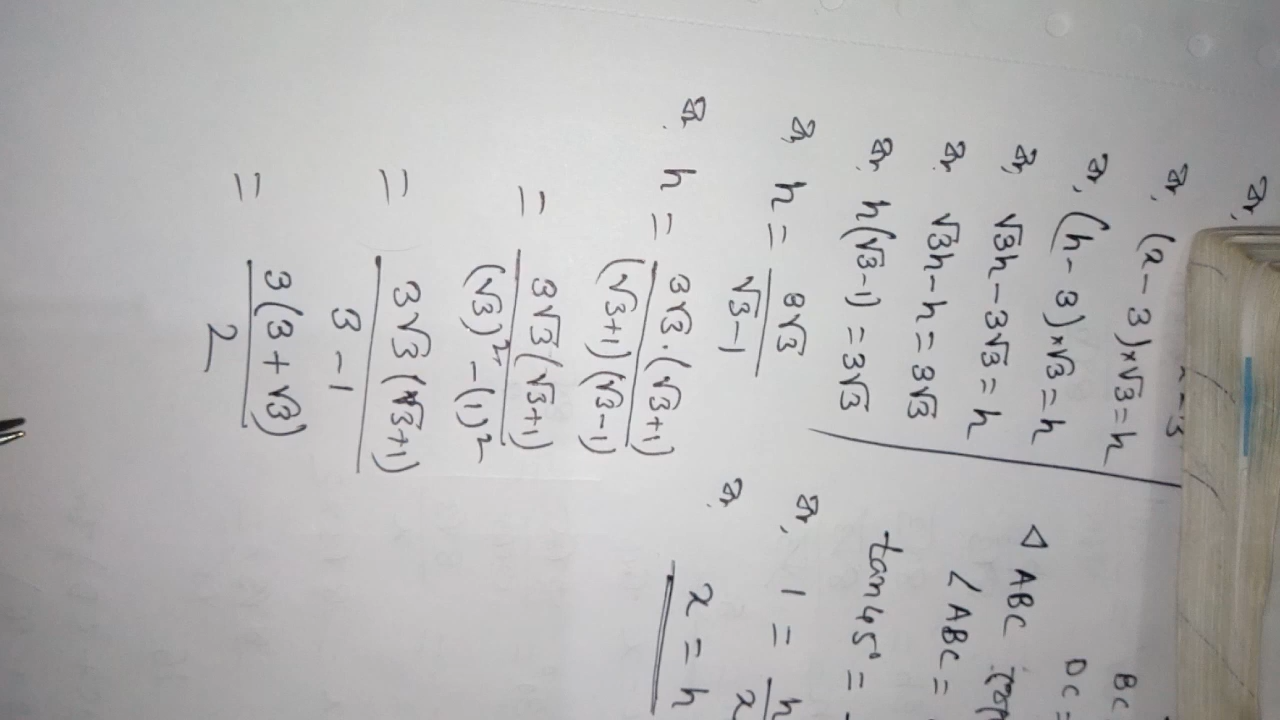 বা,
বা, (x-3)×√3=h
বা, (h-3)×√3=h
বা, √3h-3√3=h
বা, √3h-h=3√3
বা, h(√3-1)=3√3
বা, h=3√3/√3-1
বা, h=3√3.(√3+1)/(√3+1)(√3-1)
=3√3(√3+1)/(√3)²-(1)²
=3√3(√3+1)/3-1
=3(3+√3)/2
BC
DC=
△ABC
∠ABC=
tan45°=
বা, 1=h/x
বা, x=h